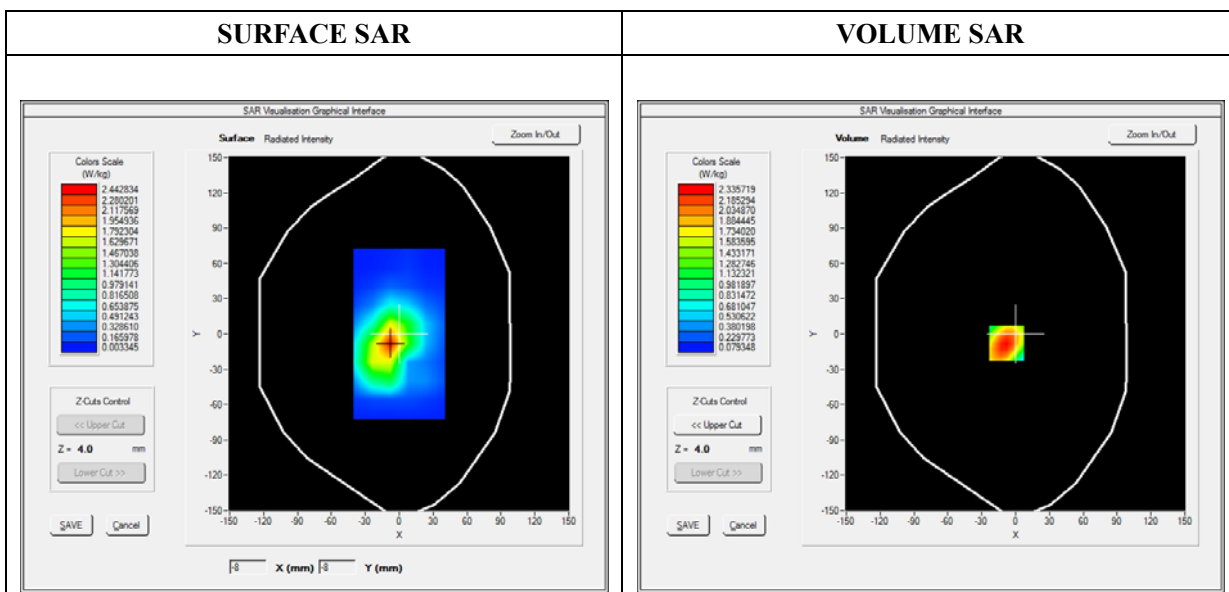 SURFACE SAR
VOLUME SAR
SAR Visualisation Graphical Interface
Surface Radiated Intensity
Zoom In/Out
Colors Scale
(W/kg)
2.442834
2.280201
2.117569
1.954936
1.792304
1.629671
1.467038
1.304406
1.141773
0.979141
0.816508
0.653875
0.491243
0.328610
0.165978
0.003345
Z-Cuts Control
<< Upper Cut
Z = 4.0 mm
Lower Cut >>
SAVE Cancel
150
120
90
60
30
0
-30
-60
-90
-120
-150
Y
-150 -120 -90 -60 -30 0 30 60 90 120 150
X
-8 X (mm) -8 Y (mm)
SAR Visualisation Graphical Interface
Volume Radiated Intensity
Zoom In/Out
Colors Scale
(W/kg)
2.335719
2.185294
2.034870
1.884445
1.734020
1.583595
1.433171
1.282746
1.132321
0.981897
0.831472
0.681047
0.530622
0.380198
0.229773
0.079348
Z-Cuts Control
<< Upper Cut
Z = 4.0 mm
Lower Cut >>
SAVE Cancel
150
120
90
60
30
0
-30
-60
-90
-120
-150
Y
-150 -120 -90 -60 -30 0 30 60 90 120 150
X